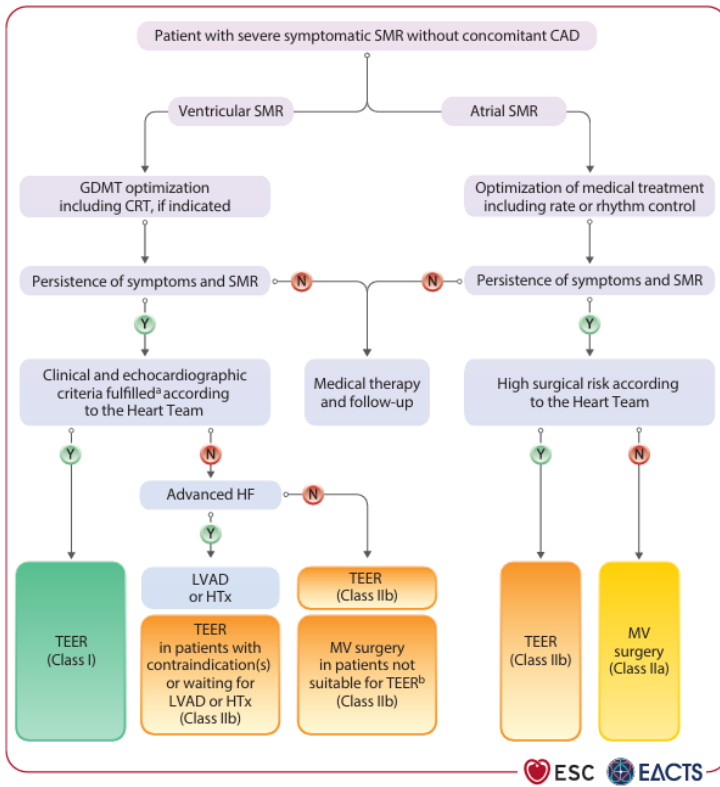 Patient with severe symptomatic SMR without concomitant CAD
Ventricular SMR
Atrial SMR
GDMT optimization
including CRT, if indicated
Optimization of medical treatment
including rate or rhythm control
Persistence of symptoms and SMR
N
N
Persistence of symptoms and SMR
Y
Y
Clinical and echocardiographic
criteria fulfilledᵃ according
to the Heart Team
Medical therapy
and follow-up
High surgical risk according
to the Heart Team
Y
N
Y
N
Advanced HF
N
Y
TEER
(Class I)
LVAD
or HTx
TEER
in patients with
contraindication(s)
or waiting for
LVAD or HTx
(Class IIb)
TEER
(Class IIb)
MV surgery
in patients not
suitable for TEERᵇ
(Class IIb)
TEER
(Class IIb)
MV
surgery
(Class IIa)
ESC
EACTS